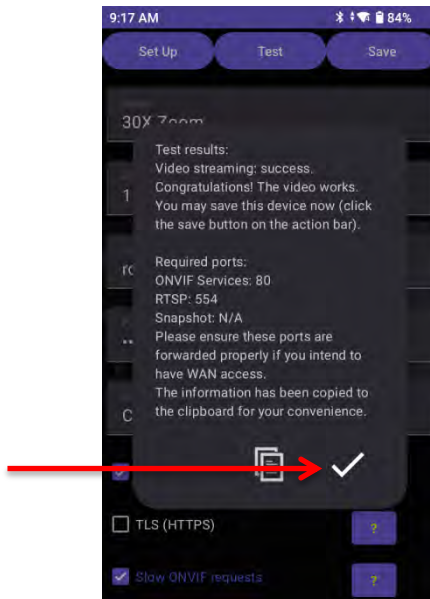 9:17 AM 84%
Set Up Test Save
30X Zoom
Test results:
Video streaming: success.
Congratulations! The video works.
You may save this device now (click
the save button on the action bar).
1
Required ports:
ONVIF Services: 80
RTSP: 554
Snapshot: N/A
Please ensure these ports are
forwarded properly if you intend to
have WAN access.
The information has been copied to
the clipboard for your convenience.
C
TLS (HTTPS) ?
Slow ONVIF requests ?